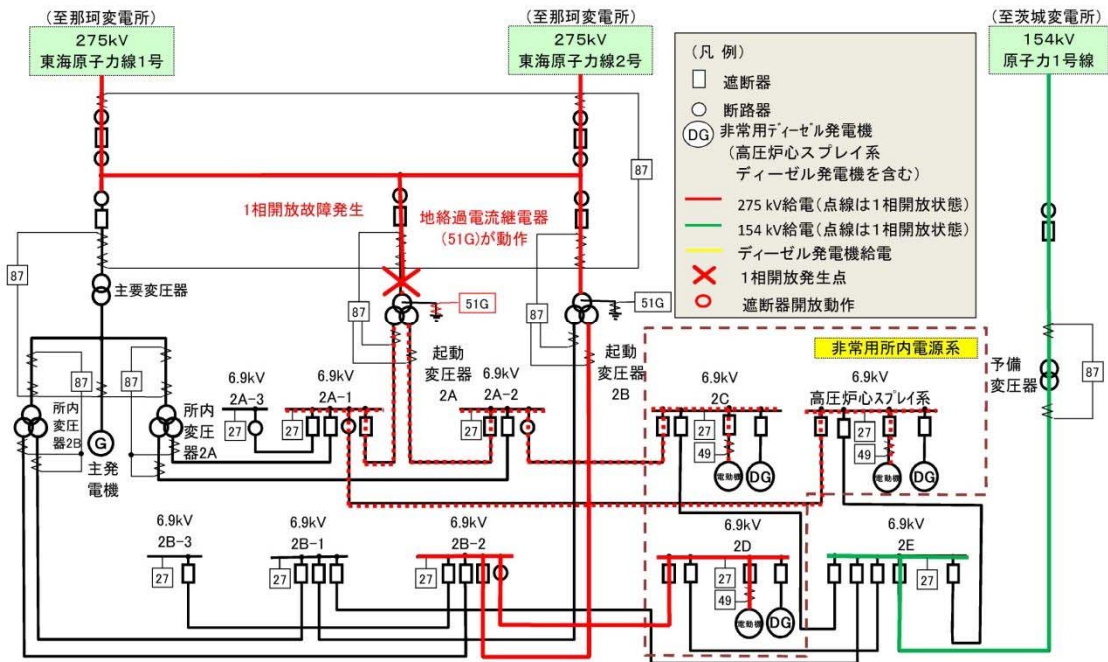 (至那珂変電所)
275kV
東海原子力線1号
(至那珂変電所)
275kV
東海原子力線2号
(至茨城変電所)
154kV
原子力1号線
(凡 例)
遮断器
断路器
DG
非常用ディーゼル発電機
(高圧炉心スプレイ系
ディーゼル発電機を含む)
275 kV給電(点線は1相開放状態)
154 kV給電(点線は1相開放状態)
ディーゼル発電機給電
1相開放発生点
遮断器開放動作
87
1相開放故障発生
地絡過電流継電器
(51G)が動作
87
主要変圧器
87
51G
87
51G
起動
変圧器
2A
起動
変圧器
2B
非常用所内電源系
予備
変圧器
87
87
87
所内
変圧
器2B
G
主発
電機
所内
変圧
器2A
6.9kV
2A-3
27
6.9kV
2A-1
27
6.9kV
2A-2
27
6.9kV
2C
27
49
電動機
DG
6.9kV
高圧炉心スプレイ系
27
49
電動機
DG
6.9kV
2B-3
27
6.9kV
2B-1
27
6.9kV
2B-2
27
6.9kV
2D
27
49
電動機
DG
6.9kV
2E
27